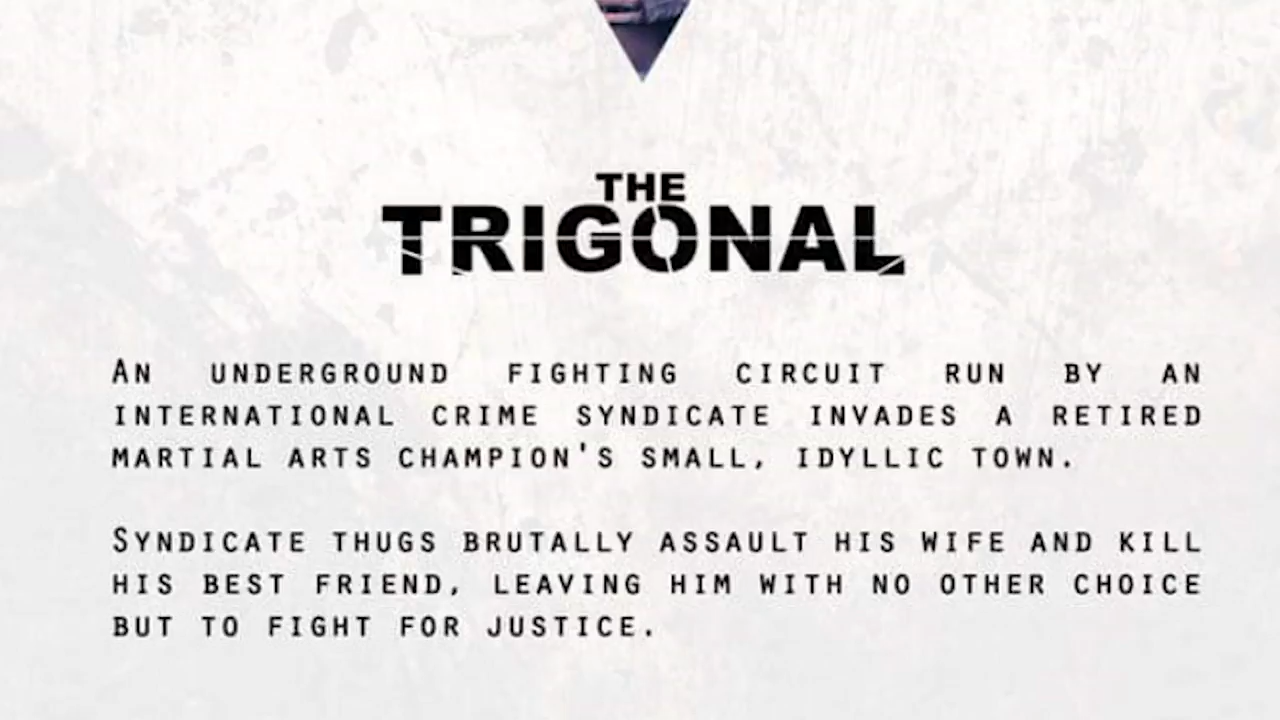 THE
TRIGONAL
AN UNDERGROUND FIGHTING CIRCUIT RUN BY AN
INTERNATIONAL CRIME SYNDICATE INVADES A RETIRED
MARTIAL ARTS CHAMPION'S SMALL, IDYLLIC TOWN.
SYNDICATE THUGS BRUTALLY ASSAULT HIS WIFE AND KILL
HIS BEST FRIEND, LEAVING HIM WITH NO OTHER CHOICE
BUT TO FIGHT FOR JUSTICE.